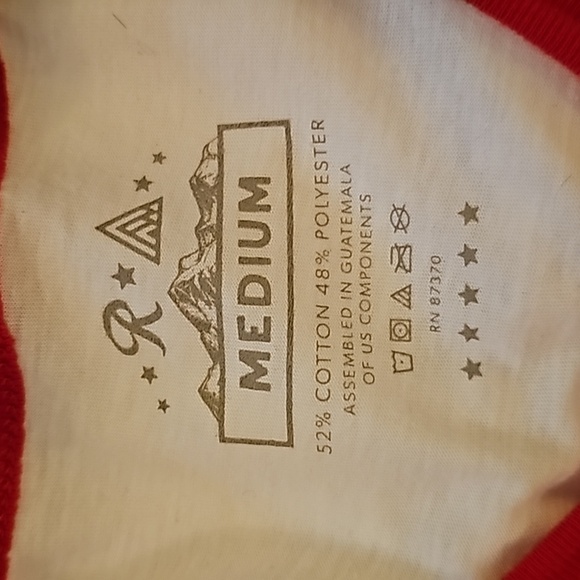 R
MEDIUM
52% COTTON 48% POLYESTER
ASSEMBLED IN GUATEMALA
OF US COMPONENTS
RN 87370